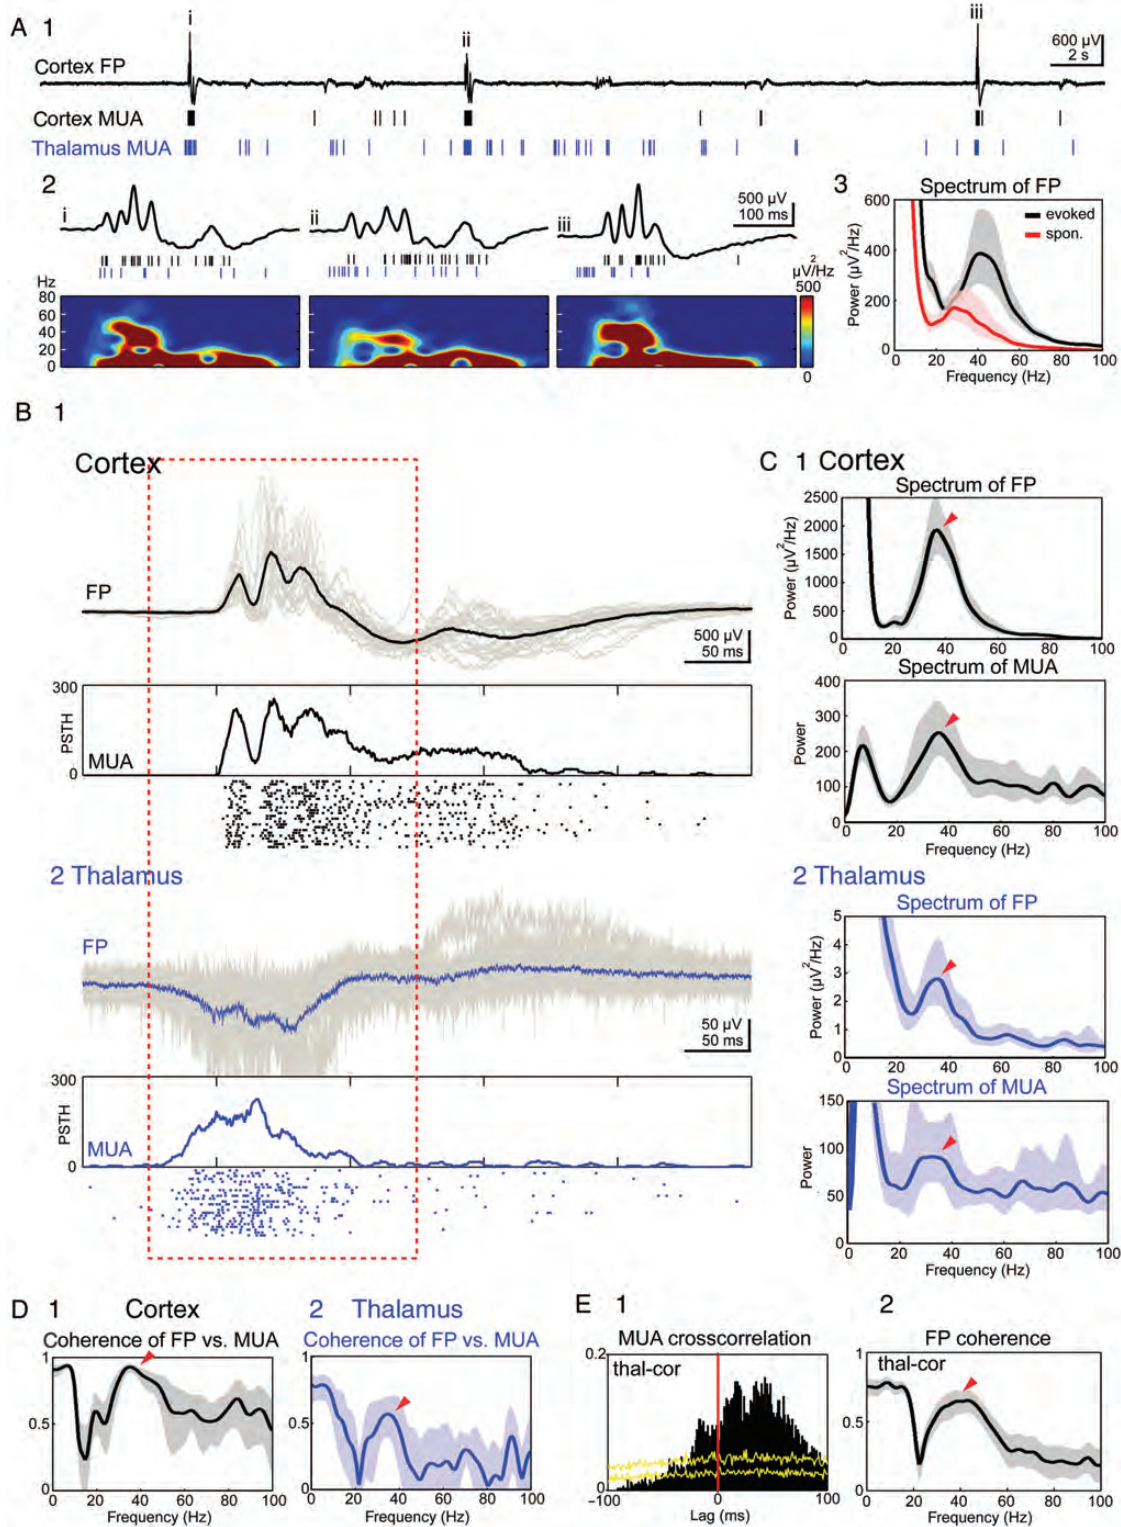 A 1
i
ii
iii
600 µV
2 s
Cortex FP
Cortex MUA
Thalamus MUA
2
i
ii
iii
500 µV
100 ms
Hz
80
60
40
20
0
µV²/Hz
500
0
3
Spectrum of FP
evoked
spon.
Power (µV²/Hz)
600
400
200
0
0 20 40 60 80 100
Frequency (Hz)
B 1
Cortex
FP
500 µV
50 ms
300
PSTH
MUA
0
2 Thalamus
FP
50 µV
50 ms
300
PSTH
MUA
0
C 1 Cortex
Spectrum of FP
Power (µV²/Hz)
2500
2000
1500
1000
500
0
0 20 40 60 80 100
Spectrum of MUA
Power
400
300
200
100
0
0 20 40 60 80 100
Frequency (Hz)
2 Thalamus
Spectrum of FP
Power (µV²/Hz)
5
4
3
2
1
0
0 20 40 60 80 100
Spectrum of MUA
Power
150
100
50
0
0 20 40 60 80 100
Frequency (Hz)
D 1 Cortex
Coherence of FP vs. MUA
1
0.5
0
0 20 40 60 80 100
Frequency (Hz)
2 Thalamus
Coherence of FP vs. MUA
1
0.5
0
0 20 40 60 80 100
Frequency (Hz)
E 1
MUA crosscorrelation
thal-cor
0.2
0
−100 0 100
Lag (ms)
2
FP coherence
thal-cor
1
0.5
0
0 20 40 60 80 100
Frequency (Hz)